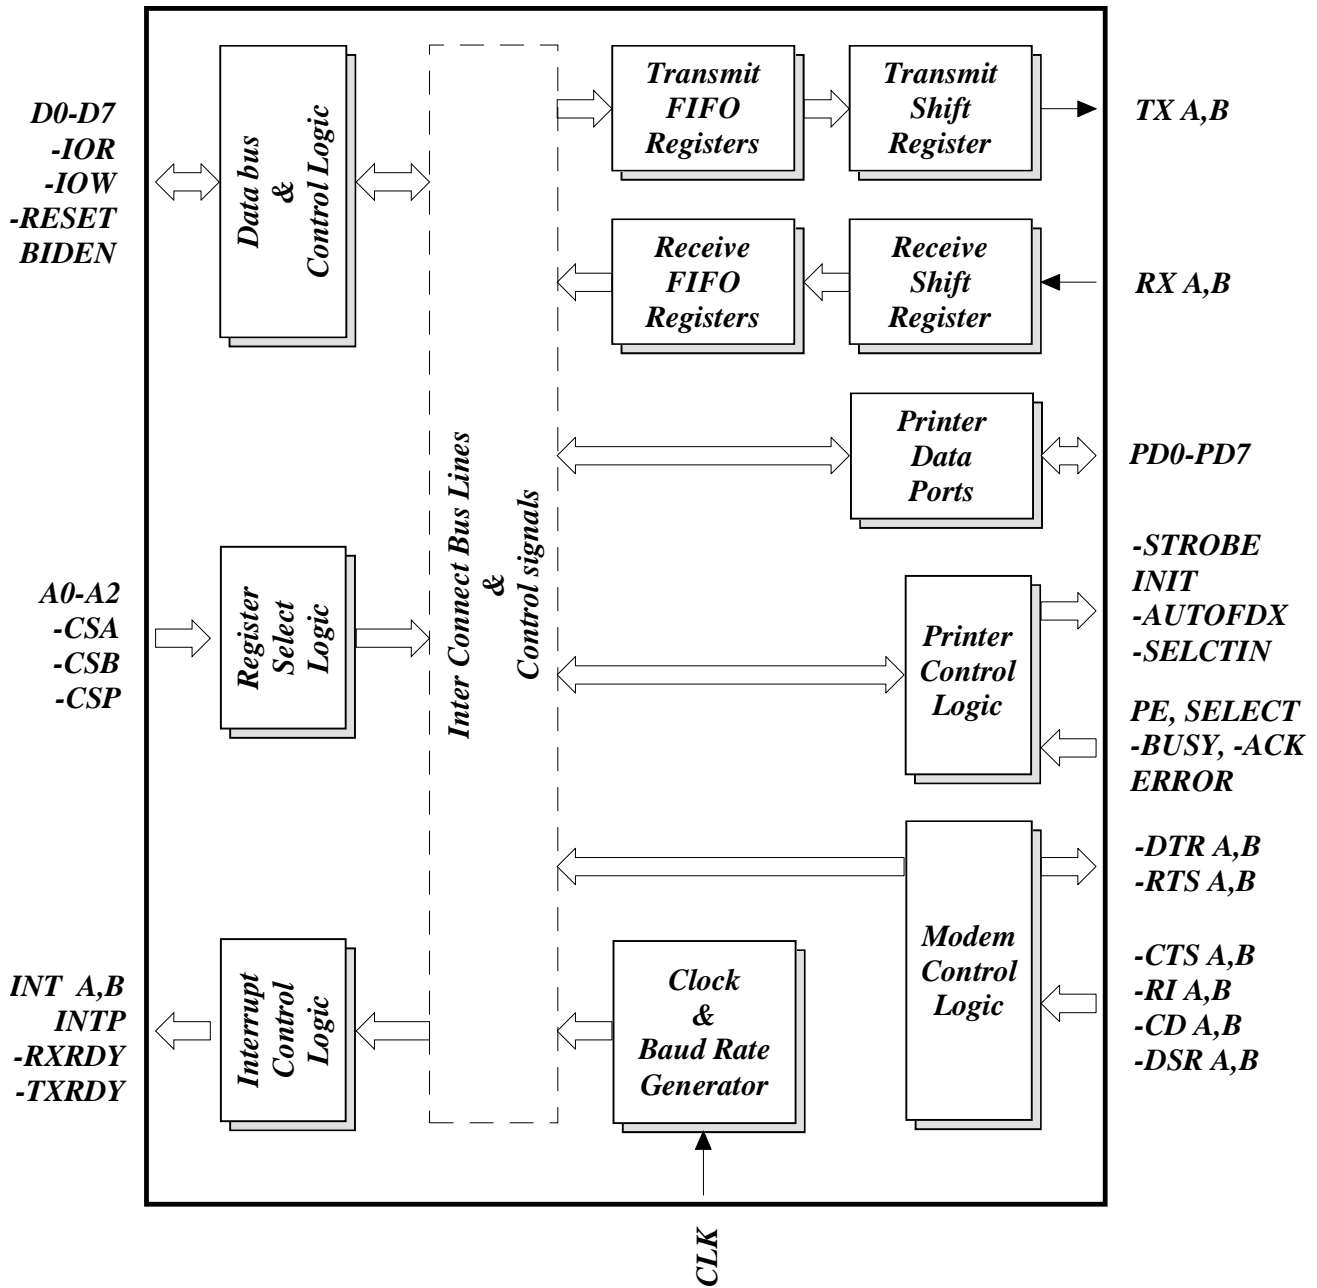 D0-D7
-IOR
-IOW
-RESET
BIDEN
Data bus
&
Control Logic
A0-A2
-CSA
-CSB
-CSP
Register
Select
Logic
INT A,B
INTP
-RXRDY
-TXRDY
Interrupt
Control
Logic
Inter Connect Bus Lines
&
Control signals
Transmit
FIFO
Registers
Transmit
Shift
Register
TX A,B
Receive
FIFO
Registers
Receive
Shift
Register
RX A,B
Printer
Data
Ports
PD0-PD7
Printer
Control
Logic
-STROBE
INIT
-AUTOFDX
-SELCTIN
PE, SELECT
-BUSY, -ACK
ERROR
Modem
Control
Logic
-DTR A,B
-RTS A,B
-CTS A,B
-RI A,B
-CD A,B
-DSR A,B
Clock
&
Baud Rate
Generator
CLK